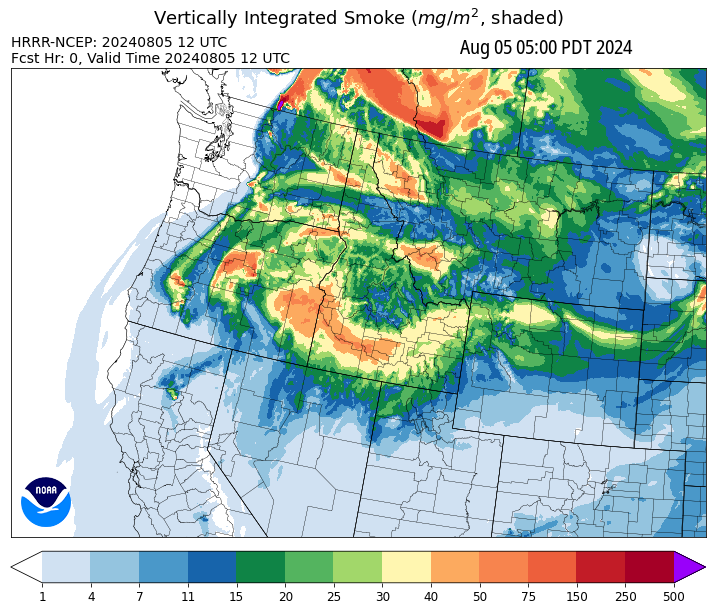 Vertically Integrated Smoke (mg/m², shaded)
HRRR-NCEP: 20240805 12 UTC
Aug 05 05:00 PDT 2024
Fcst Hr: 0, Valid Time 20240805 12 UTC
NOAA
1 4 7 11 15 20 25 30 40 50 75 150 250 500